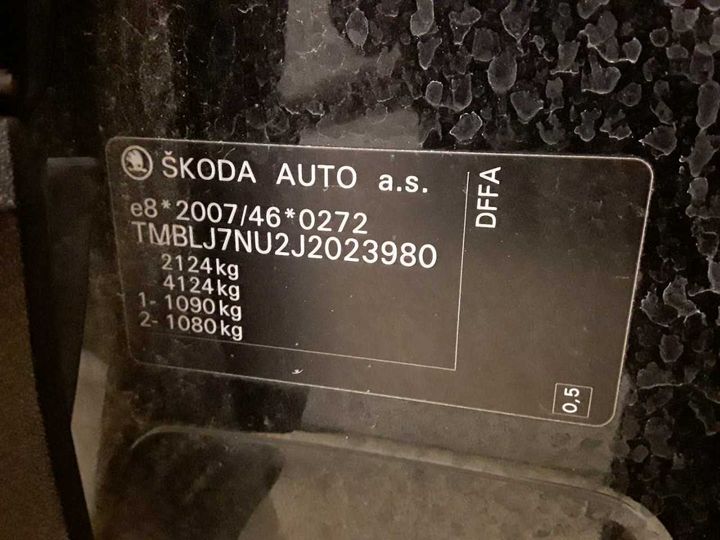 ŠKODA AUTO a.s.
e8*2007/46*0272
TMBLJ7NU2J2023980
2124kg
4124kg
1- 1090kg
2- 1080kg
DFFA
0,5